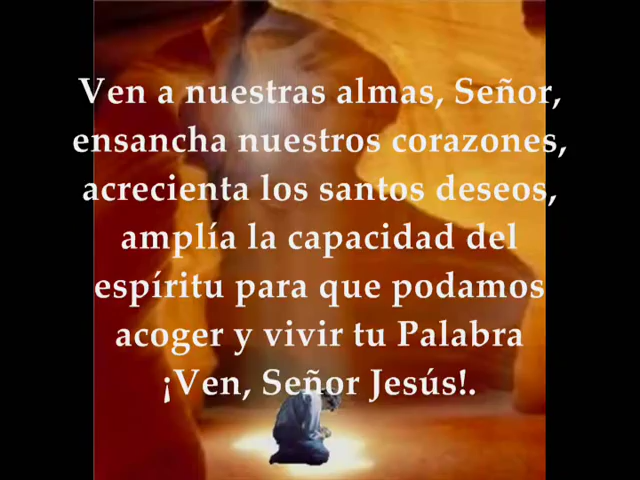 Ven a nuestras almas, Señor,
ensancha nuestros corazones,
acrecienta los santos deseos,
amplía la capacidad del
espíritu para que podamos
acoger y vivir tu Palabra
¡Ven, Señor Jesús!.